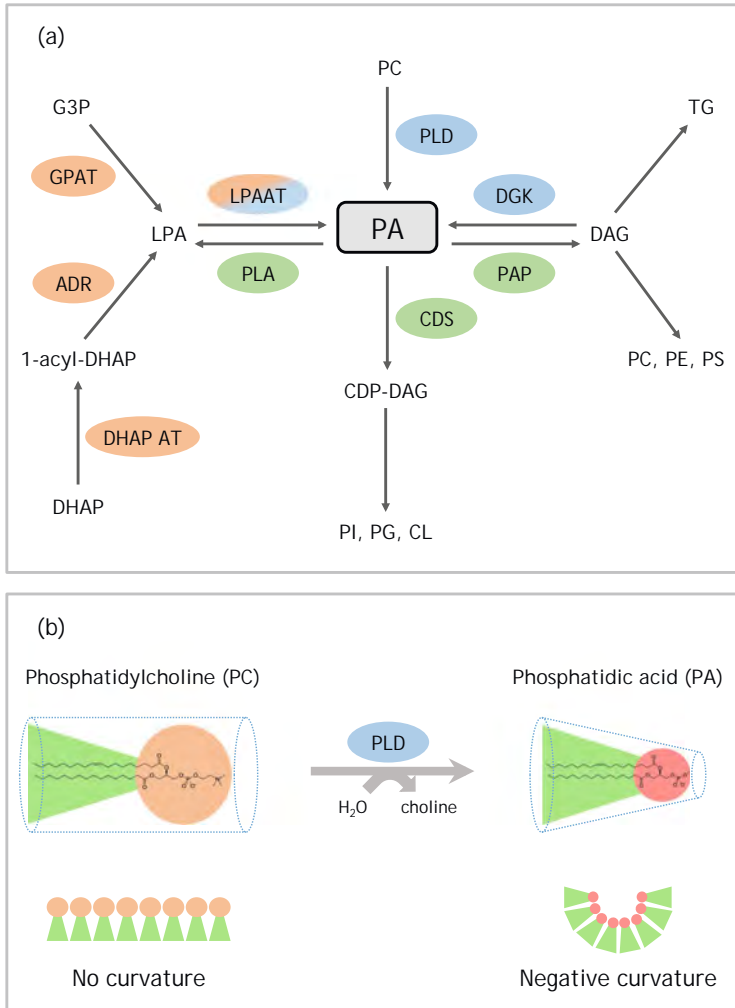 (a)
PC
G3P
TG
PLD
GPAT
LPAAT
DGK
LPA
PA
DAG
ADR
PLA
PAP
CDS
1-acyl-DHAP
PC, PE, PS
CDP-DAG
DHAP AT
DHAP
PI, PG, CL
(b)
Phosphatidylcholine (PC)
Phosphatidic acid (PA)
PLD
H₂O
choline
No curvature
Negative curvature